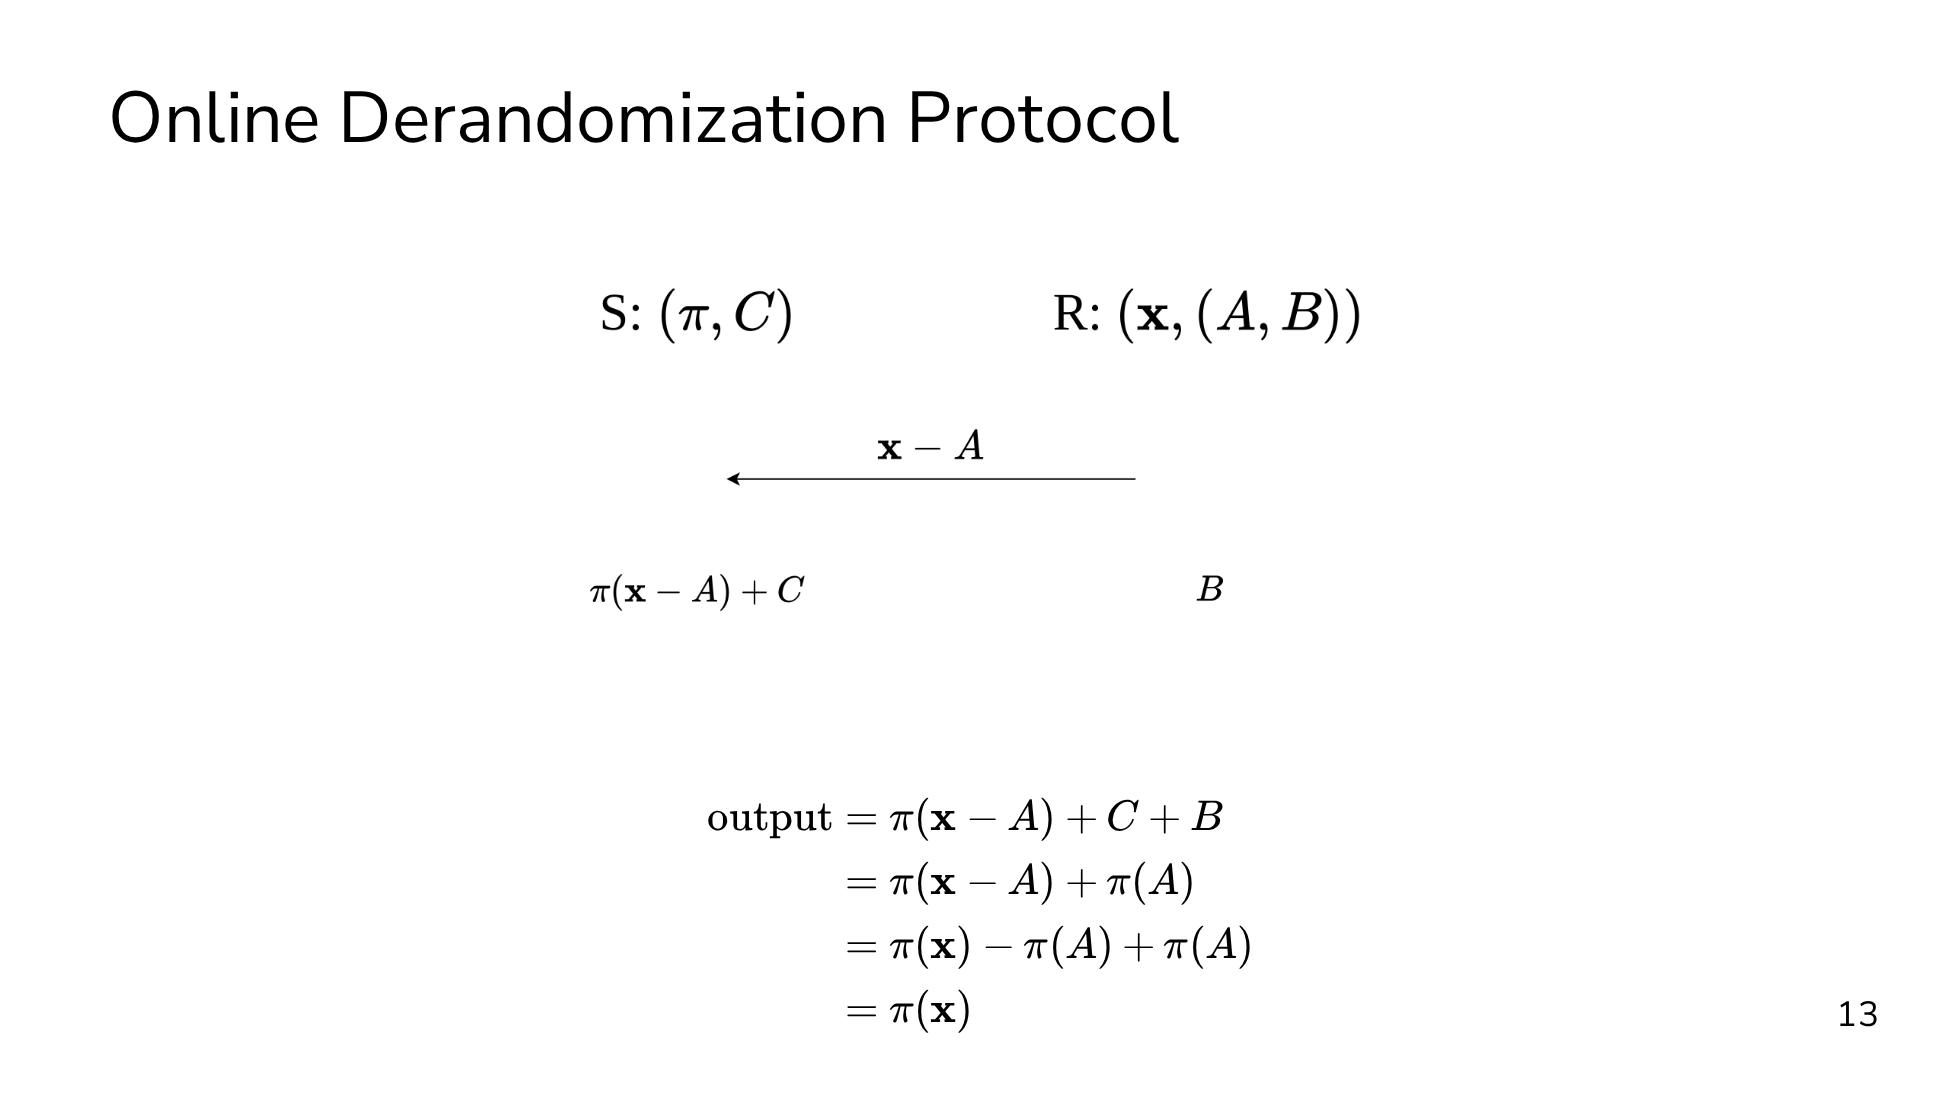 Online Derandomization Protocol
S: (π, C) R: (𝐱, (A, B))
𝐱 − A
π(𝐱 − A) + C B
output = π(𝐱 − A) + C + B
= π(𝐱 − A) + π(A)
= π(𝐱) − π(A) + π(A)
= π(𝐱)
13